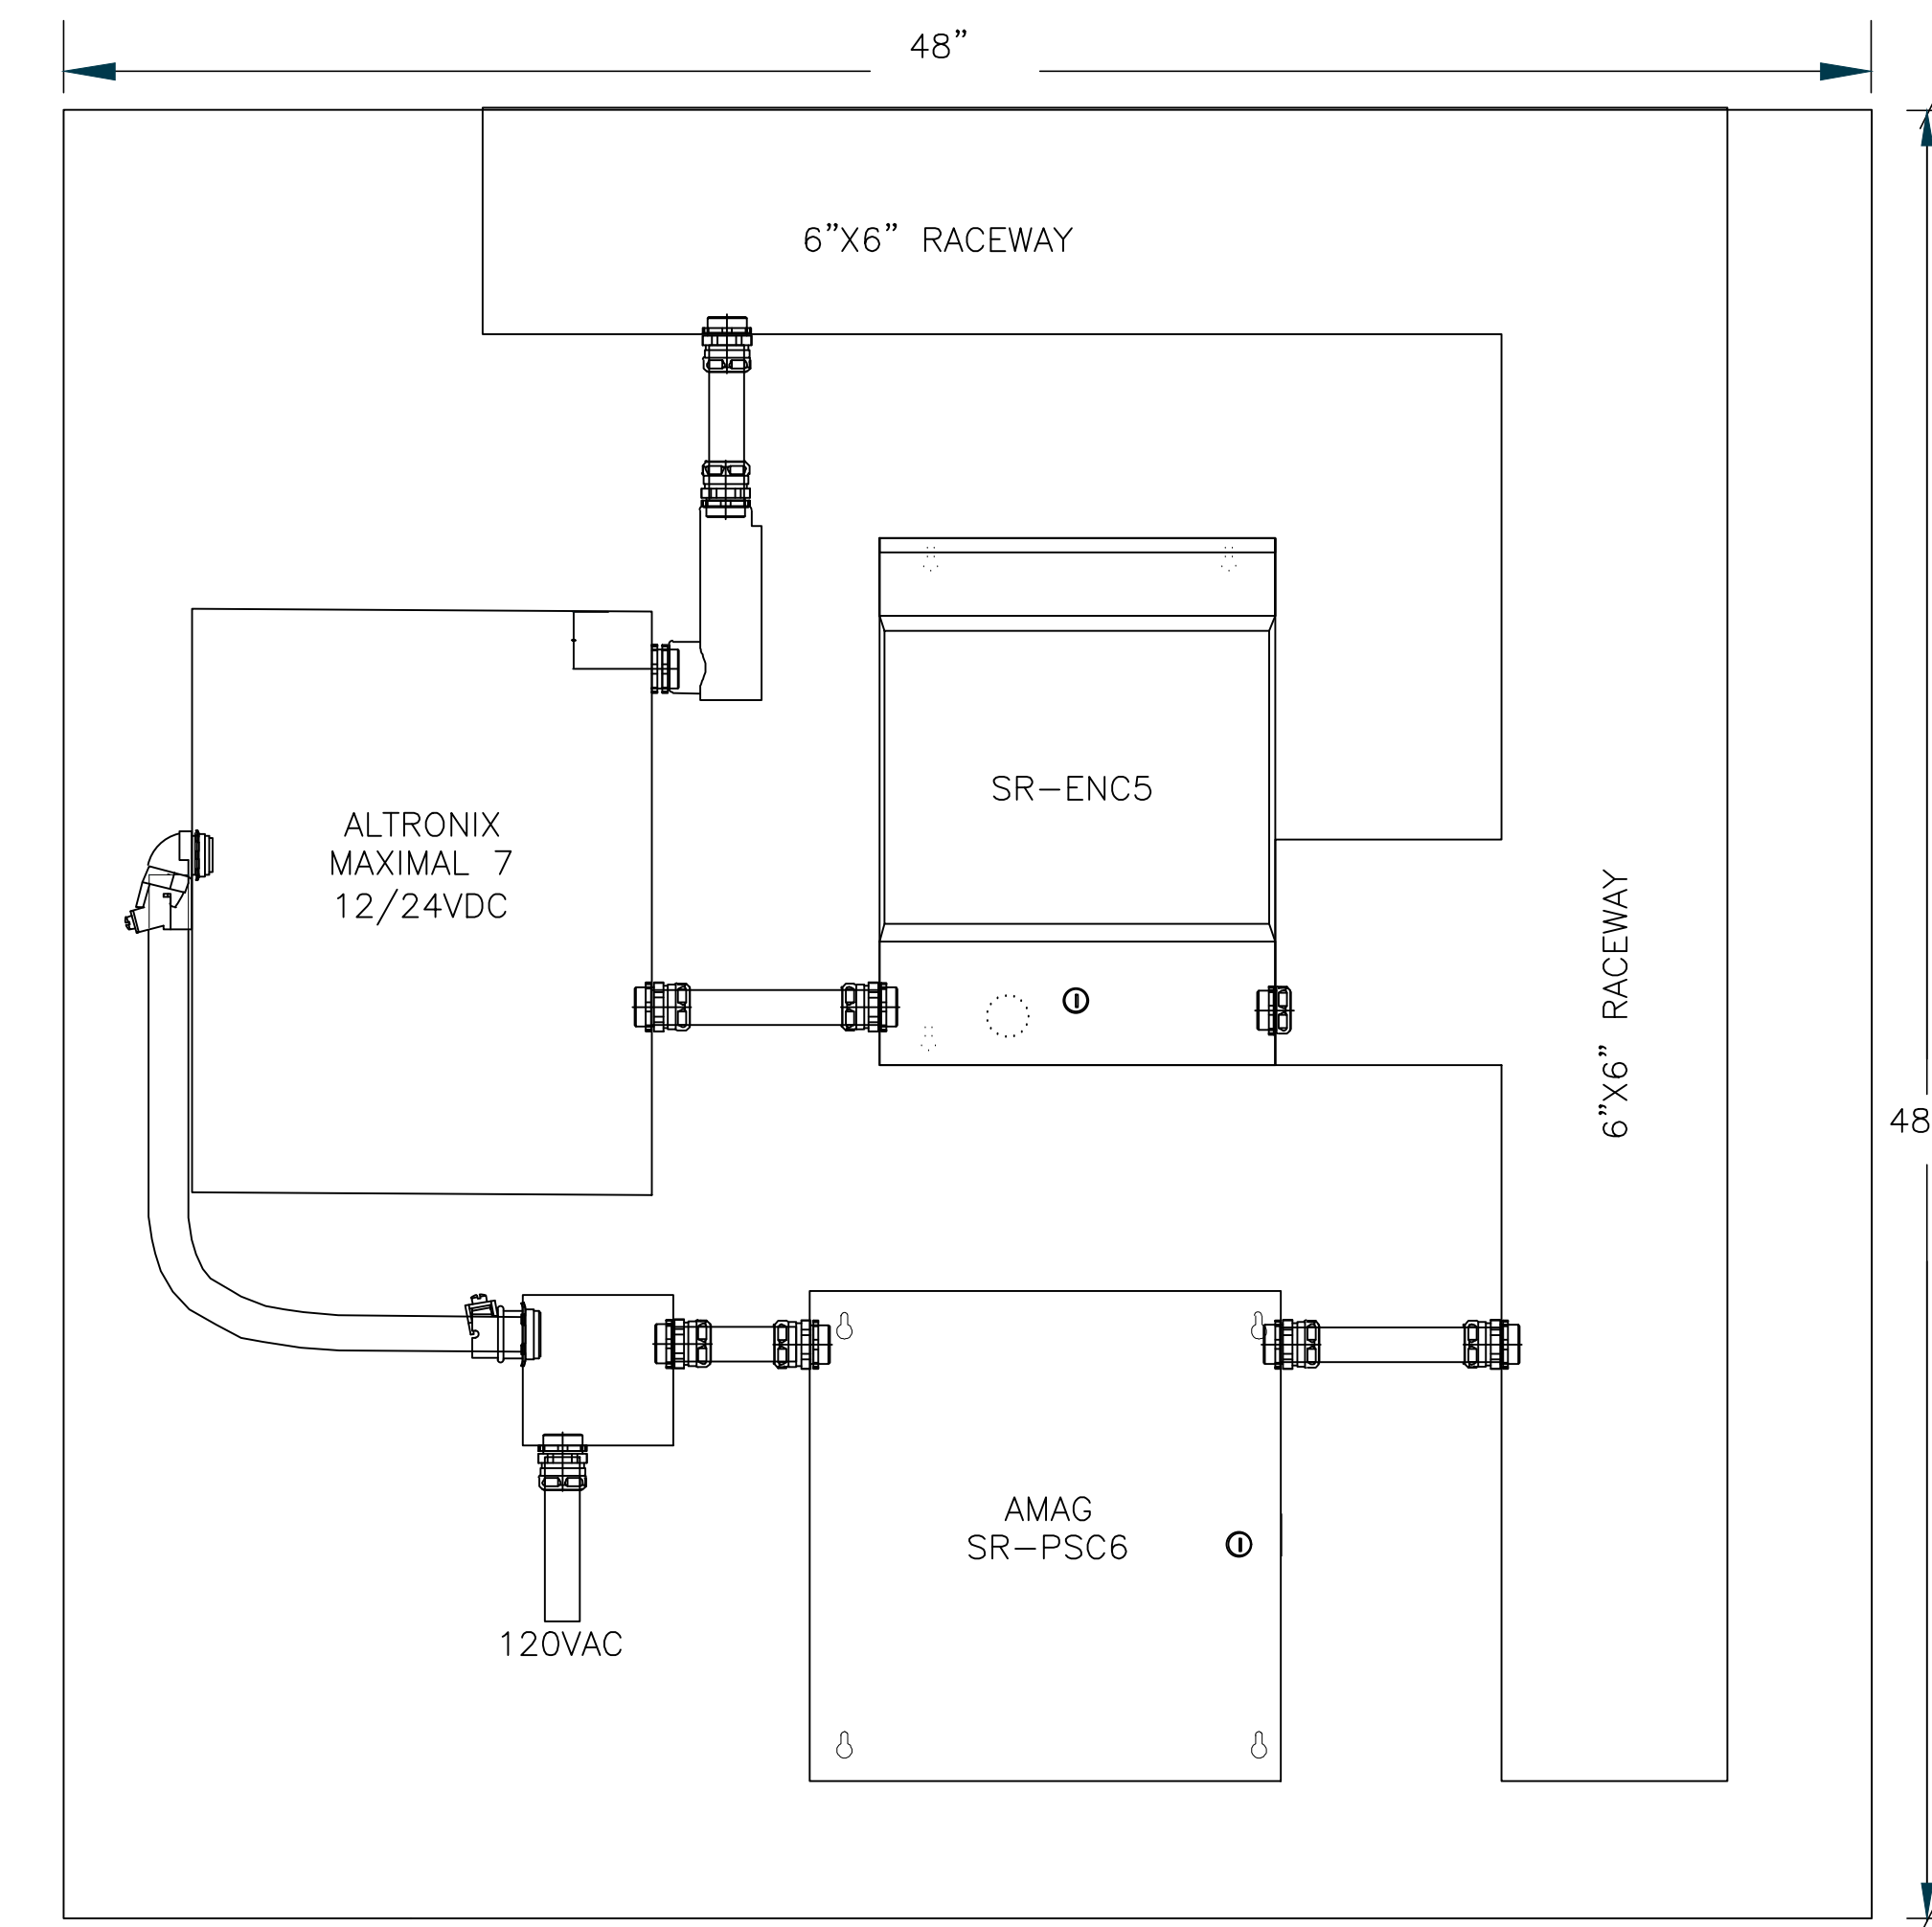 48”
6”X6” RACEWAY
SR-ENC5
ALTRONIX
MAXIMAL 7
12/24VDC
6”X6” RACEWAY
48
AMAG
SR-PSC6
120VAC